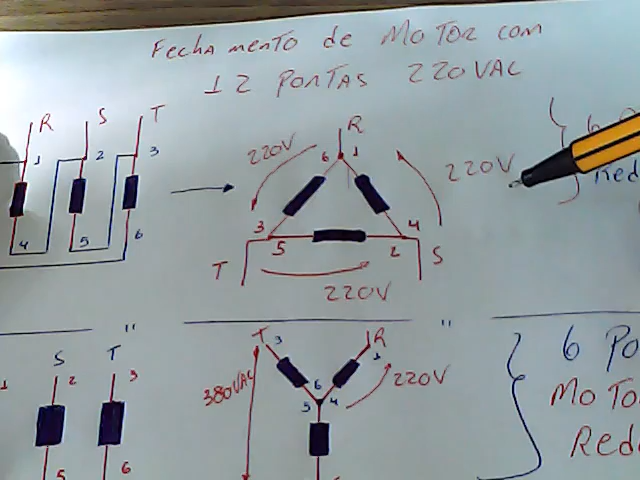 Fechamento de MOTOR com
12 PONTAS 220VAC
R S T
1 2 3
4 5 6
R
220V 6 1 220V
3 5 2 4
T S
220V
" "
S T
1 2 3
5 6
T 3 R 1
380VAC 6 220V
5 4
6
Red
6 Po
MOTO
Red